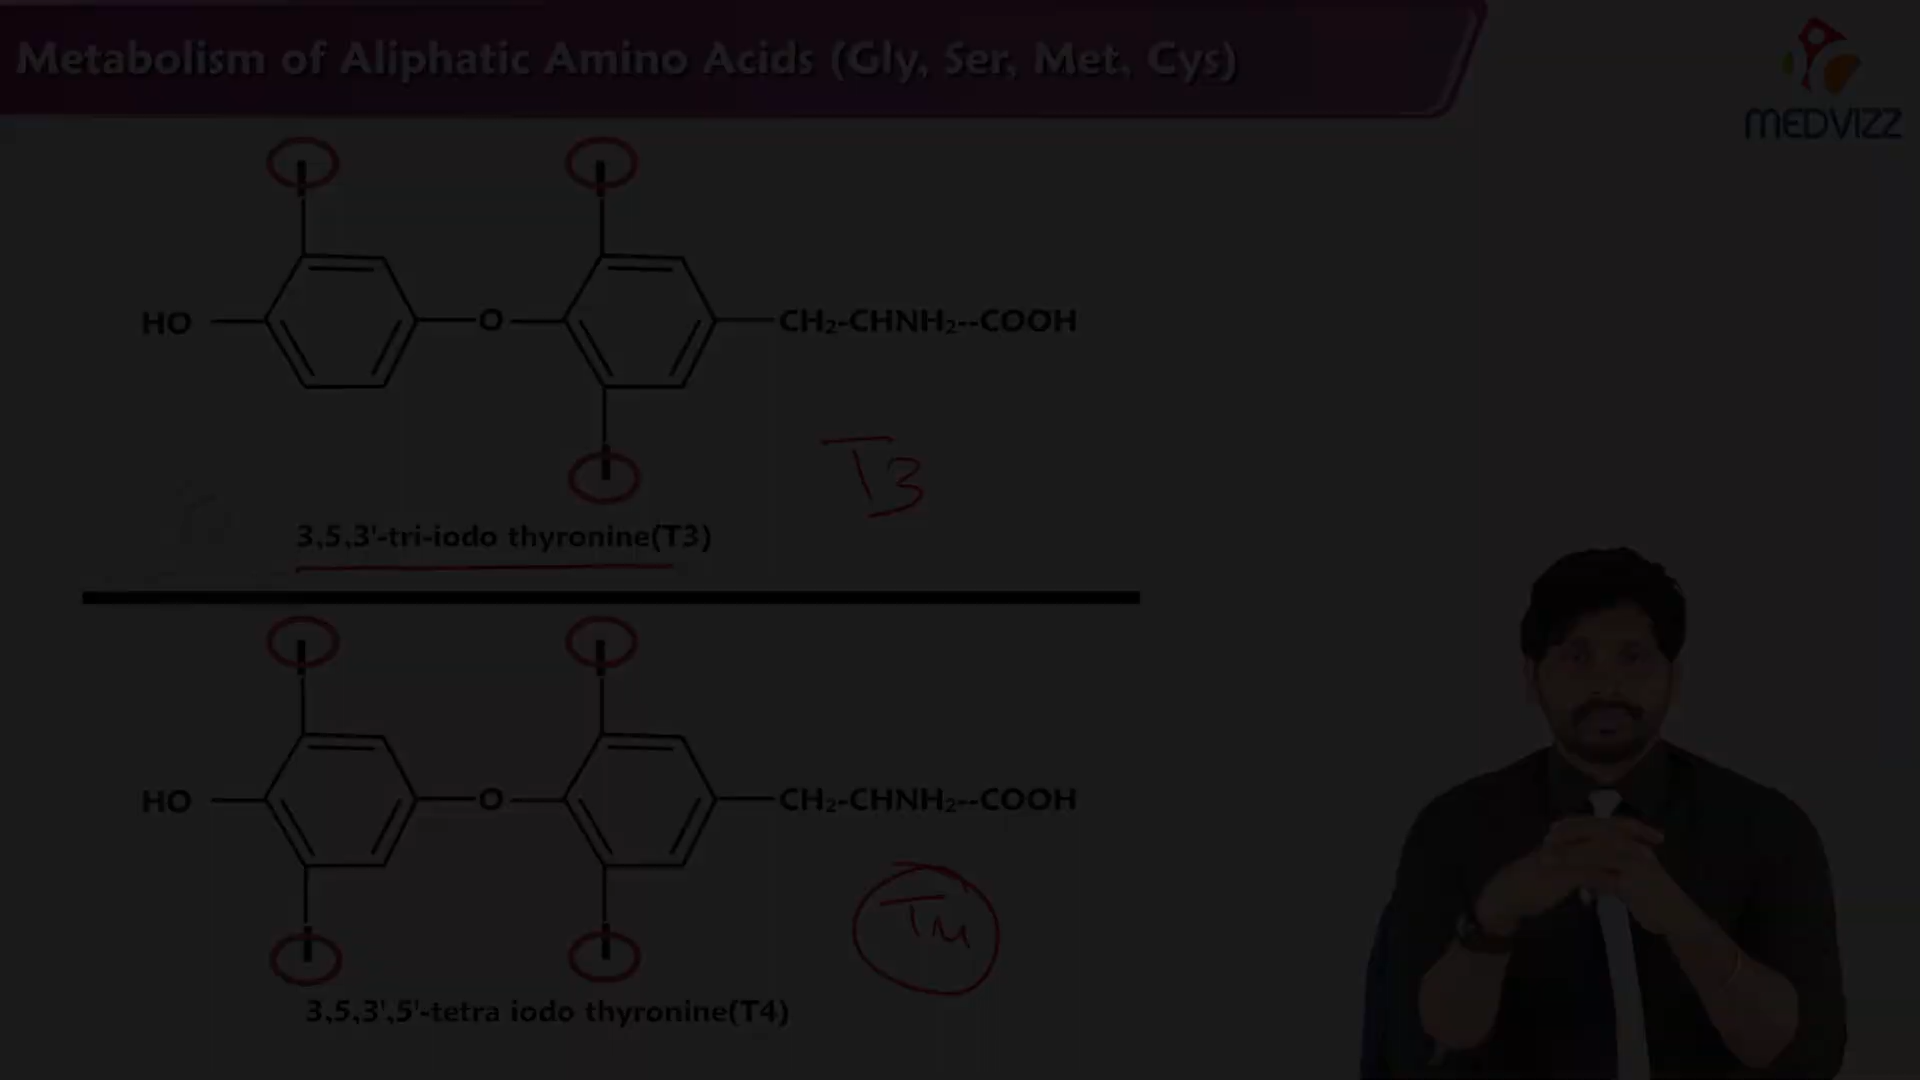 Metabolism of Aliphatic Amino Acids (Gly, Ser, Met, Cys)
MEDVIZZ
I I
HO O CH₂-CHNH₂--COOH
T3
I
3,5,3'-tri-iodo thyronine(T3)
I I
HO O CH₂-CHNH₂--COOH
T4
I I
3,5,3',5'-tetra iodo thyronine(T4)